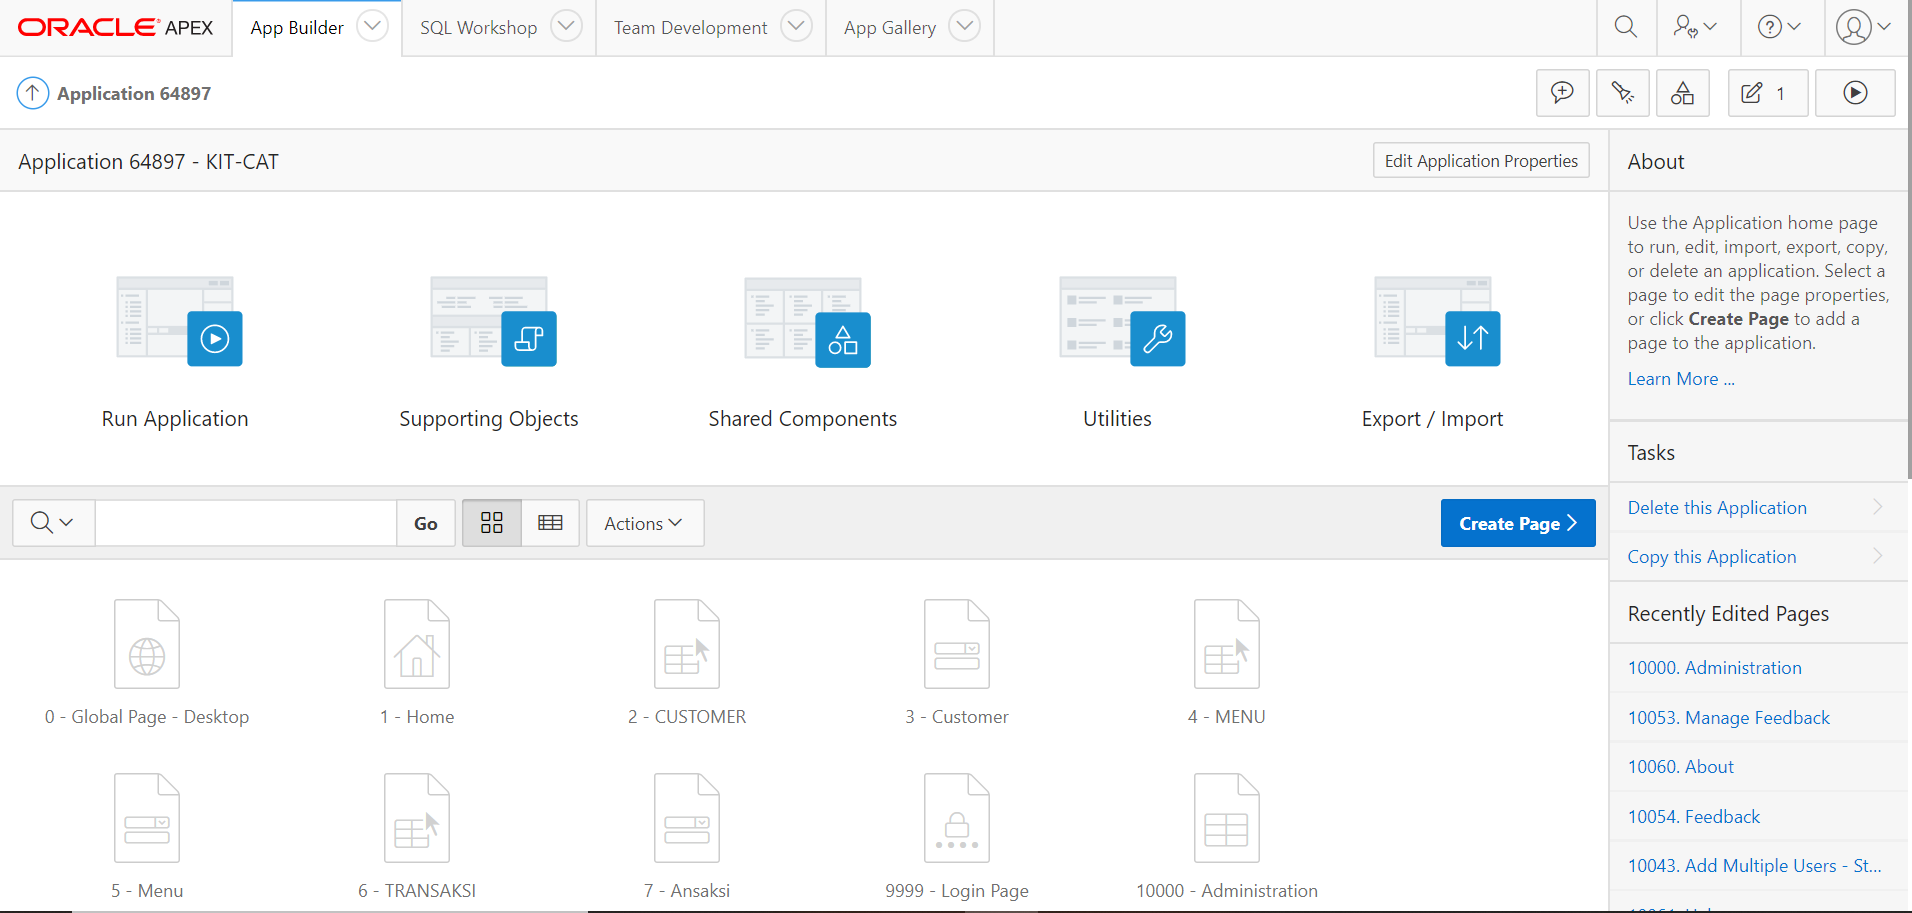 ORACLE APEX
App Builder
SQL Workshop
Team Development
App Gallery
Application 64897
1
Application 64897 - KIT-CAT
Edit Application Properties
Run Application
Supporting Objects
Shared Components
Utilities
Export / Import
Go
Actions
Create Page
0 - Global Page - Desktop
1 - Home
2 - CUSTOMER
3 - Customer
4 - MENU
5 - Menu
6 - TRANSAKSI
7 - Ansaksi
9999 - Login Page
10000 - Administration
About
Use the Application home page
to run, edit, import, export, copy,
or delete an application. Select a
page to edit the page properties,
or click Create Page to add a
page to the application.
Learn More ...
Tasks
Delete this Application
Copy this Application
Recently Edited Pages
10000. Administration
10053. Manage Feedback
10060. About
10054. Feedback
10043. Add Multiple Users - St...